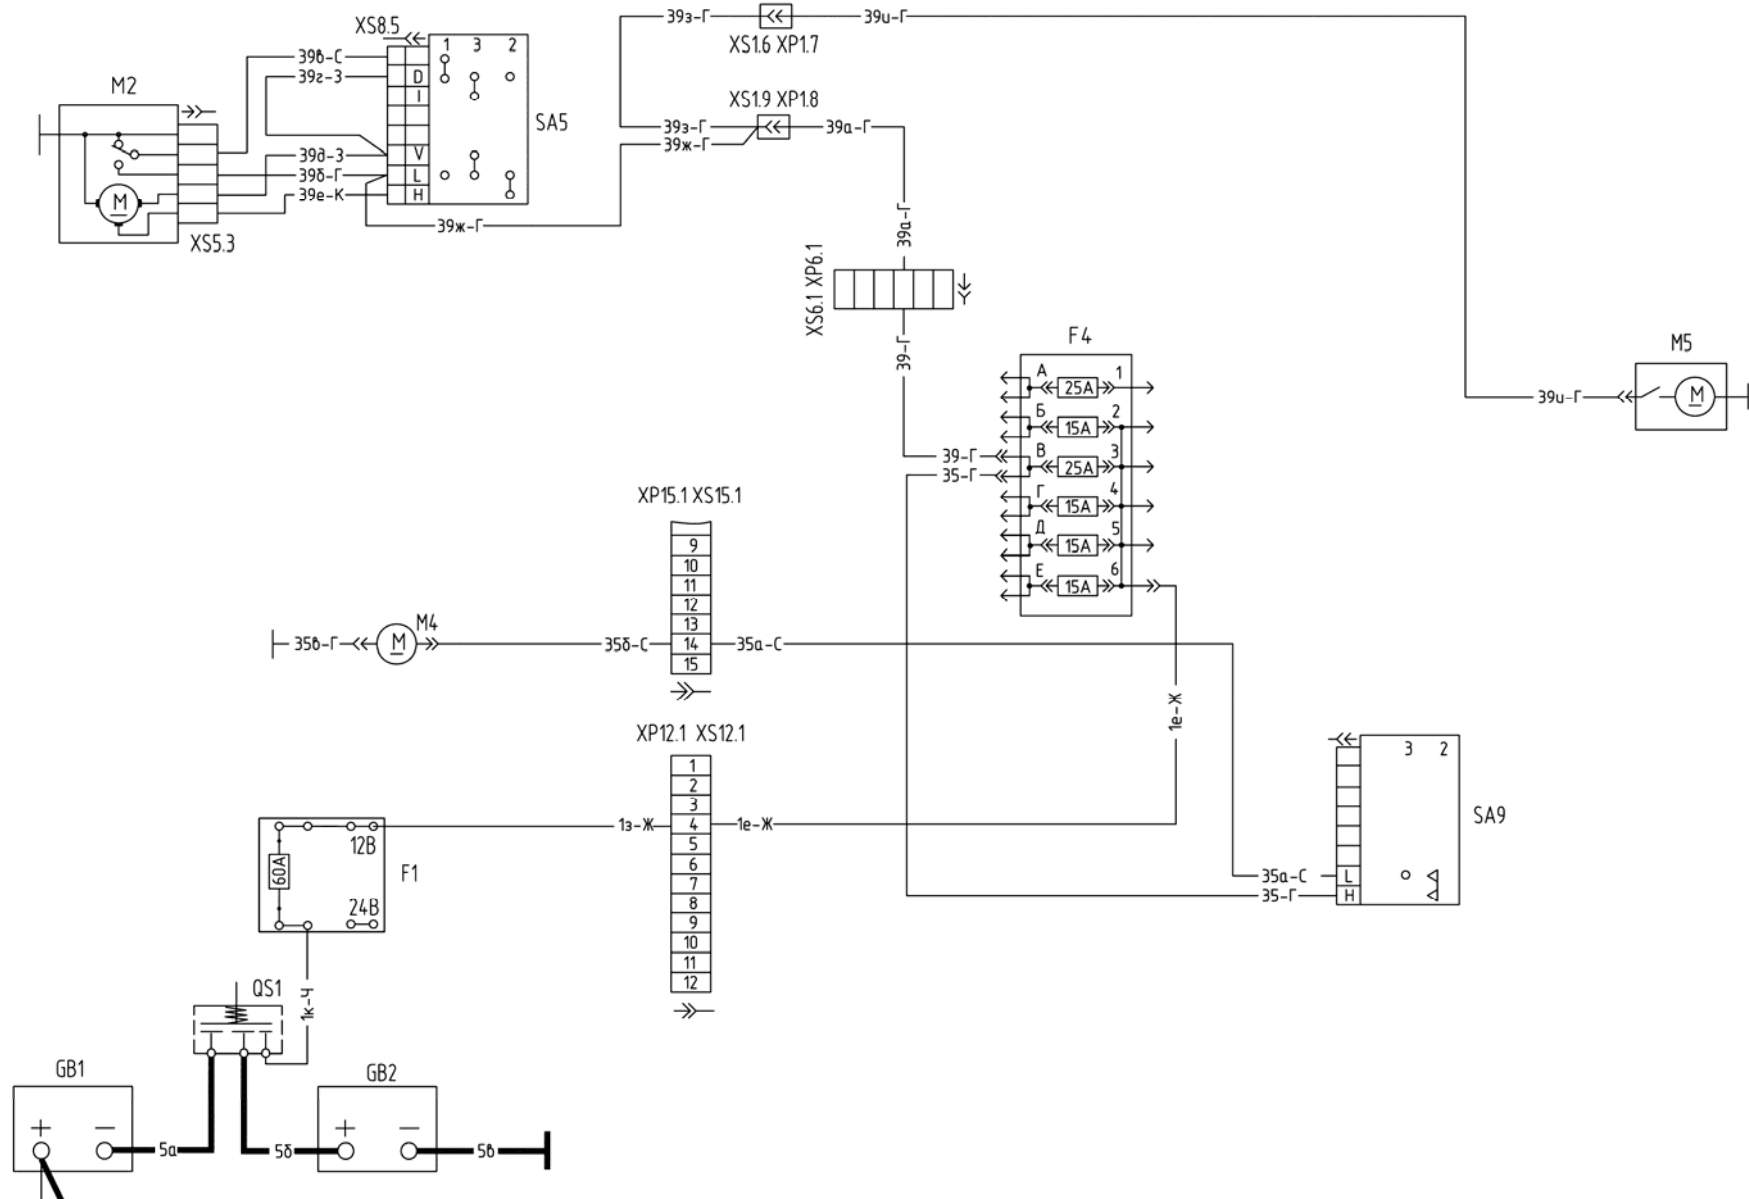 39з-Г
39и-Г
XS1.6 XP1.7
XS8.5
1 3 2
39в-С
39г-З
D
I
SA5
M2
XS1.9 XP1.8
39з-Г
39а-Г
39ж-Г
39д-З
V
39б-Г
L
39е-К
H
M
39ж-Г
XS5.3
39а-Г
XS6.1 XP6.1
39-Г
F4
А 25А 1
Б 15А 2
В 25А 3
Г 15А 4
Д 15А 5
Е 15А 6
39-Г
35-Г
M5
39и-Г
M
XP15.1 XS15.1
9
10
11
12
13
14
15
35в-Г
M4
M
35б-С
35а-С
1е-Ж
XP12.1 XS12.1
1
2
3
4
5
6
7
8
9
10
11
12
1з-Ж
1е-Ж
3 2
SA9
35а-С
L
35-Г
H
12В
60А
24В
F1
1к-Ч
QS1
GB1
+ −
5а
5б
GB2
+ −
5в